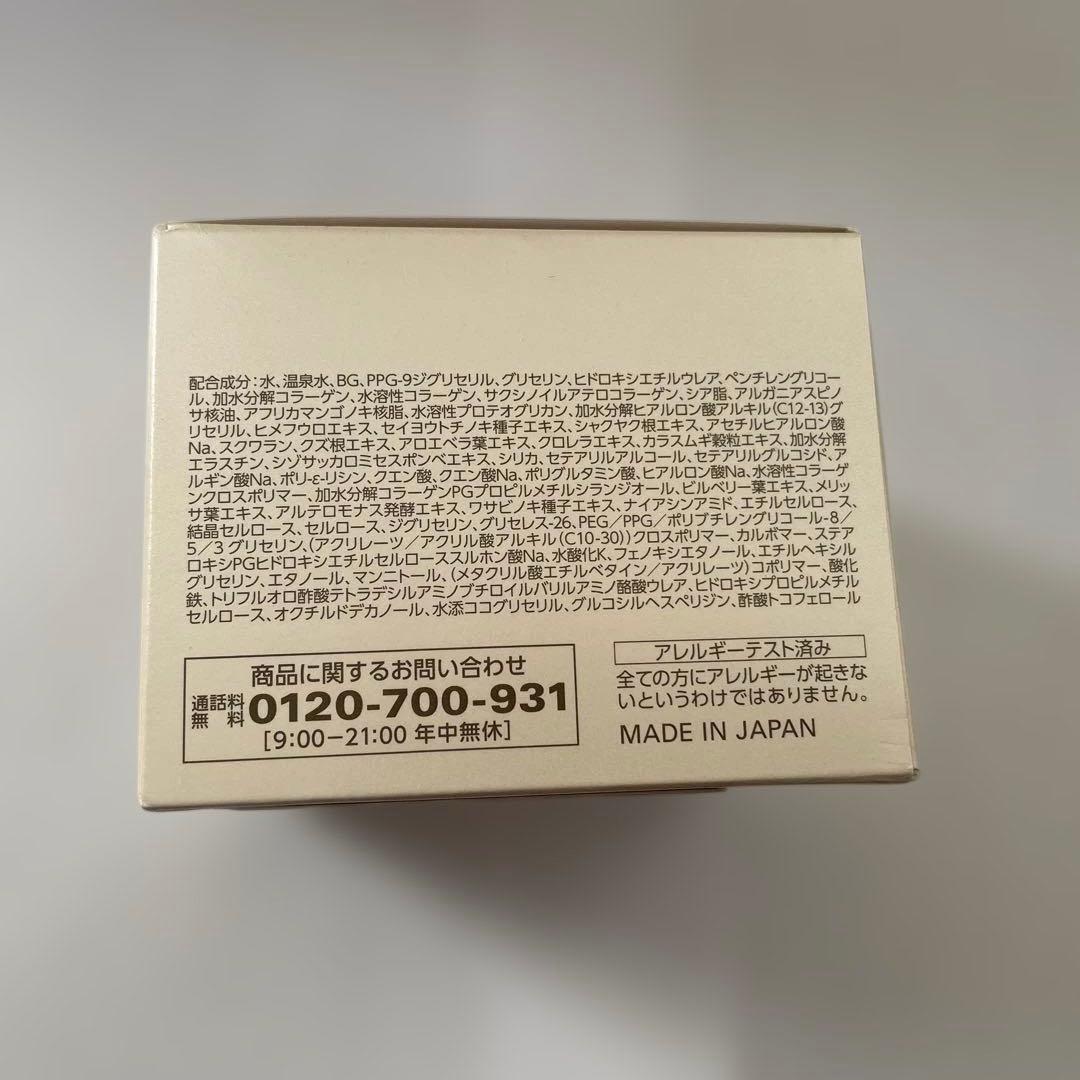 配合成分：水、温泉水、BG、PPG-9ジグリセリル、グリセリン、ヒドロキシエチルウレア、ペンチレングリコー
ル、加水分解コラーゲン、水溶性コラーゲン、サクシノイルアテロコラーゲン、シア脂、アルガニアスピノ
サ核油、アフリカマンゴノキ核脂、水溶性プロテオグリカン、加水分解ヒアルロン酸アルキル（C12-13）グ
リセリル、ヒメフウロエキス、セイヨウトチノキ種子エキス、シャクヤク根エキス、アセチルヒアルロン酸
Na、スクワラン、クズ根エキス、アロエベラ葉エキス、クロレラエキス、カラスムギ穀粒エキス、加水分解
エラスチン、シゾサッカロミセスポンベエキス、シリカ、セテアリルアルコール、セテアリルグルコシド、ア
ルギン酸Na、ポリ-ε-リシン、クエン酸、クエン酸Na、ポリグルタミン酸、ヒアルロン酸Na、水溶性コラーゲ
ンクロスポリマー、加水分解コラーゲンPGプロピルメチルシランジオール、ビルベリー葉エキス、メリッ
サ葉エキス、アルテロモナス発酵エキス、ワサビノキ種子エキス、ナイアシンアミド、エチルセルロース、
結晶セルロース、セルロース、ジグリセリン、グリセレス-26、PEG／PPG／ポリブチレングリコール-8／
5／3 グリセリン、（アクリレーツ／アクリル酸アルキル（C10-30））クロスポリマー、カルボマー、ステア
ロキシPGヒドロキシエチルセルローススルホン酸Na、水酸化K、フェノキシエタノール、エチルヘキシル
グリセリン、エタノール、マンニトール、（メタクリル酸エチルベタイン／アクリレーツ）コポリマー、酸化
鉄、トリフルオロ酢酸テトラデシルアミノブチロイルバリルアミノ酪酸ウレア、ヒドロキシプロピルメチル
セルロース、オクチルドデカノール、水添ココグリセリル、グルコシルヘスペリジン、酢酸トコフェロール
商品に関するお問い合わせ
通話料無料 0120-700-931
［9:00−21:00 年中無休］
アレルギーテスト済み
全ての方にアレルギーが起きな
いというわけではありません。
MADE IN JAPAN